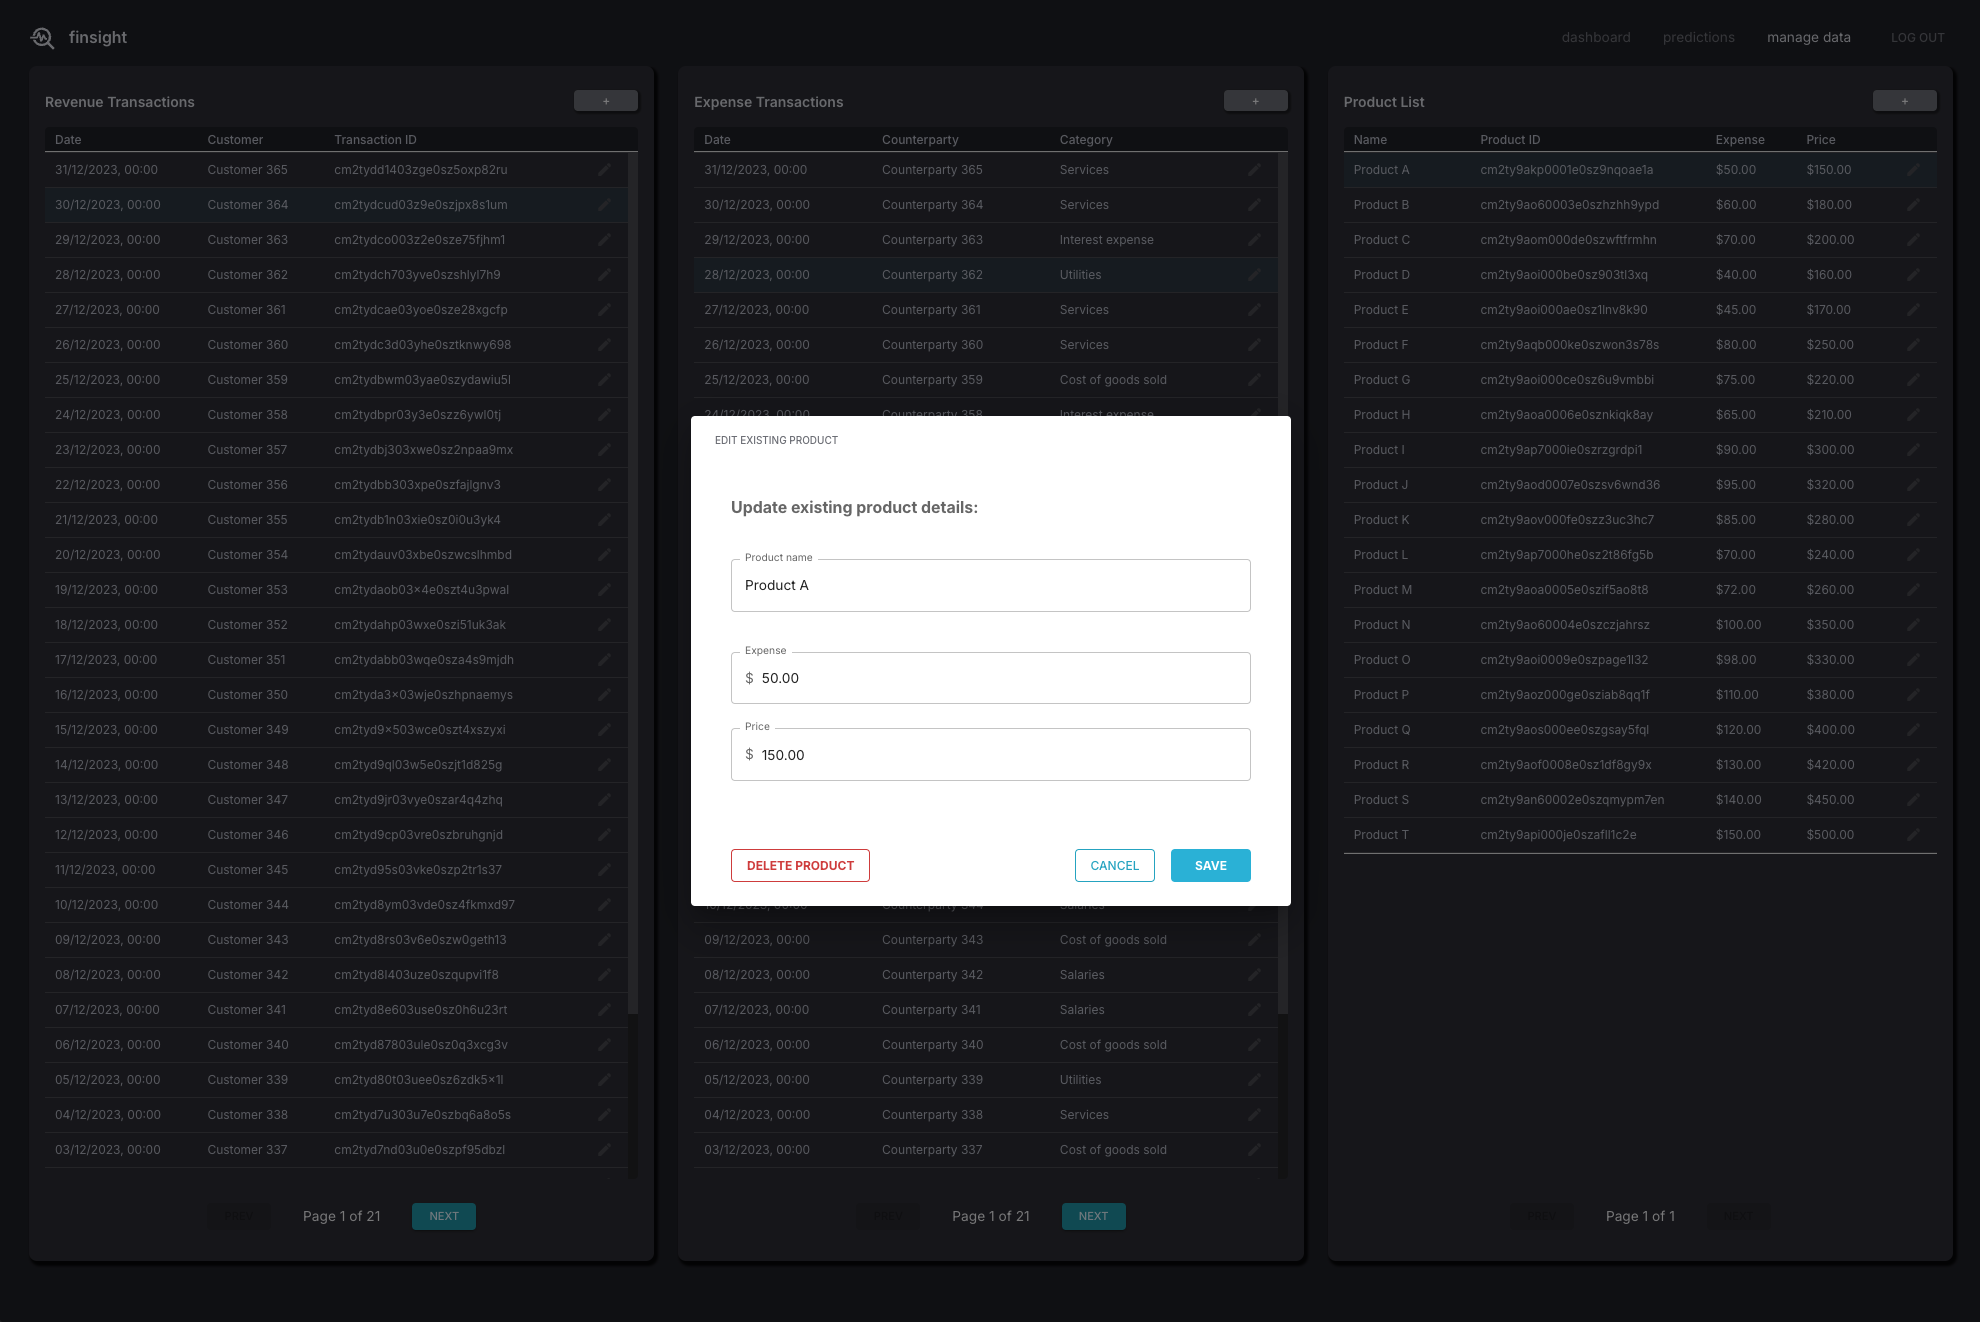 finsight
dashboard predictions manage data LOG OUT
Revenue Transactions +
Date Customer Transaction ID
31/12/2023, 00:00 Customer 365 cm2tydd1403zge0sz5oxp82ru
30/12/2023, 00:00 Customer 364 cm2tydcud03z9e0szjpx8s1um
29/12/2023, 00:00 Customer 363 cm2tydco003z2e0sze75fjhm1
28/12/2023, 00:00 Customer 362 cm2tydch703yve0szshlyl7h9
27/12/2023, 00:00 Customer 361 cm2tydcae03yoe0sze28xgcfp
26/12/2023, 00:00 Customer 360 cm2tydc3d03yhe0sztknwy698
25/12/2023, 00:00 Customer 359 cm2tydbwm03yae0szydawiu5l
24/12/2023, 00:00 Customer 358 cm2tydbpr03y3e0szz6ywl0tj
23/12/2023, 00:00 Customer 357 cm2tydbj303xwe0sz2npaa9mx
22/12/2023, 00:00 Customer 356 cm2tydbb303xpe0szfajlgnv3
21/12/2023, 00:00 Customer 355 cm2tydb1n03xie0sz0i0u3yk4
20/12/2023, 00:00 Customer 354 cm2tydauv03xbe0szwcslhmbd
19/12/2023, 00:00 Customer 353 cm2tydaob03x4e0szt4u3pwal
18/12/2023, 00:00 Customer 352 cm2tydahp03wxe0szi51uk3ak
17/12/2023, 00:00 Customer 351 cm2tydabb03wqe0sza4s9mjdh
16/12/2023, 00:00 Customer 350 cm2tyda3x03wje0szhpnaemys
15/12/2023, 00:00 Customer 349 cm2tyd9x503wce0szt4xszyxi
14/12/2023, 00:00 Customer 348 cm2tyd9ql03w5e0szjt1d825g
13/12/2023, 00:00 Customer 347 cm2tyd9jr03vye0szar4q4zhq
12/12/2023, 00:00 Customer 346 cm2tyd9cp03vre0szbruhgnjd
11/12/2023, 00:00 Customer 345 cm2tyd95s03vke0szp2tr1s37
10/12/2023, 00:00 Customer 344 cm2tyd8ym03vde0sz4fkmxd97
09/12/2023, 00:00 Customer 343 cm2tyd8rs03v6e0szw0geth13
08/12/2023, 00:00 Customer 342 cm2tyd8l403uze0szqupvi1f8
07/12/2023, 00:00 Customer 341 cm2tyd8e603use0sz0h6u23rt
06/12/2023, 00:00 Customer 340 cm2tyd87803ule0sz0q3xcg3v
05/12/2023, 00:00 Customer 339 cm2tyd80t03uee0sz6zdk5x1l
04/12/2023, 00:00 Customer 338 cm2tyd7u303u7e0szbq6a8o5s
03/12/2023, 00:00 Customer 337 cm2tyd7nd03u0e0szpf95dbzl
Page 1 of 21 NEXT
Expense Transactions +
Date Counterparty Category
31/12/2023, 00:00 Counterparty 365 Services
30/12/2023, 00:00 Counterparty 364 Services
29/12/2023, 00:00 Counterparty 363 Interest expense
28/12/2023, 00:00 Counterparty 362 Utilities
27/12/2023, 00:00 Counterparty 361 Services
26/12/2023, 00:00 Counterparty 360 Services
25/12/2023, 00:00 Counterparty 359 Cost of goods sold
24/12/2023, 00:00 Counterparty 358 Interest expense
EDIT EXISTING PRODUCT
Update existing product details:
Product name
Product A
Expense
$ 50.00
Price
$ 150.00
DELETE PRODUCT CANCEL SAVE
10/12/2023, 00:00 Counterparty 344 Salaries
09/12/2023, 00:00 Counterparty 343 Cost of goods sold
08/12/2023, 00:00 Counterparty 342 Salaries
07/12/2023, 00:00 Counterparty 341 Salaries
06/12/2023, 00:00 Counterparty 340 Cost of goods sold
05/12/2023, 00:00 Counterparty 339 Utilities
04/12/2023, 00:00 Counterparty 338 Services
03/12/2023, 00:00 Counterparty 337 Cost of goods sold
Page 1 of 21 NEXT
Product List +
Name Product ID Expense Price
Product A cm2ty9akp0001e0sz9nqoae1a $50.00 $150.00
Product B cm2ty9ao60003e0szhzhh9ypd $60.00 $180.00
Product C cm2ty9aom000de0szwftfrmhn $70.00 $200.00
Product D cm2ty9aoi000be0sz903tl3xq $40.00 $160.00
Product E cm2ty9aoi000ae0sz1lnv8k90 $45.00 $170.00
Product F cm2ty9aqb000ke0szwon3s78s $80.00 $250.00
Product G cm2ty9aoi000ce0sz6u9vmbbi $75.00 $220.00
Product H cm2ty9aoa0006e0sznkiqk8ay $65.00 $210.00
Product I cm2ty9ap7000ie0szrzgrdpi1 $90.00 $300.00
Product J cm2ty9aod0007e0szsv6wnd36 $95.00 $320.00
Product K cm2ty9aov000fe0szz3uc3hc7 $85.00 $280.00
Product L cm2ty9ap7000he0sz2t86fg5b $70.00 $240.00
Product M cm2ty9aoa0005e0szif5ao8t8 $72.00 $260.00
Product N cm2ty9ao60004e0szczjahrsz $100.00 $350.00
Product O cm2ty9aoi0009e0szpage1l32 $98.00 $330.00
Product P cm2ty9aoz000ge0sziab8qq1f $110.00 $380.00
Product Q cm2ty9aos000ee0szgsay5fql $120.00 $400.00
Product R cm2ty9aof0008e0sz1df8gy9x $130.00 $420.00
Product S cm2ty9an60002e0szqmypm7en $140.00 $450.00
Product T cm2ty9api000je0szafll1c2e $150.00 $500.00
Page 1 of 1